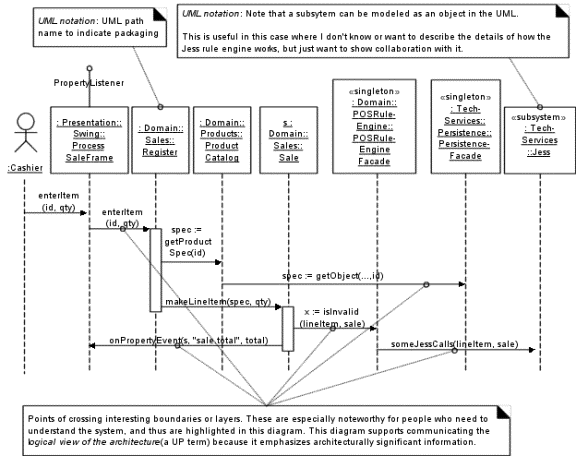 UML notation: UML path
name to indicate packaging
UML notation: Note that a subsytem can be modeled as an object in the UML.
This is useful in this case where I don't know or want to describe the details of how the
Jess rule engine works, but just want to show collaboration with it.
PropertyListener
:Cashier
: Presentation::
Swing::
Process
SaleFrame
: Domain::
Sales::
Register
: Domain::
Products::
Product
Catalog
s :
Domain::
Sales::
Sale
«singleton»
: Domain::
POSRule-
Engine::
POSRule-
Engine
Facade
«singleton»
: Tech-
Services::
Persistence::
Persistence-
Facade
«subsystem»
: Tech-
Services
::Jess
enterItem
(id, qty)
enterItem
(id, qty)
spec :=
getProduct
Spec(id)
spec := getObject(...,id)
makeLineItem(spec, qty)
x := isInvalid
(lineItem, sale)
onPropertyEvent(s, "sale.total", total)
someJessCalls(lineItem, sale)
Points of crossing interesting boundaries or layers. These are especially noteworthy for people who need to
understand the system, and thus are highlighted in this diagram. This diagram supports communicating the
logical view of the architecture(a UP term) because it emphasizes architecturally significant information.